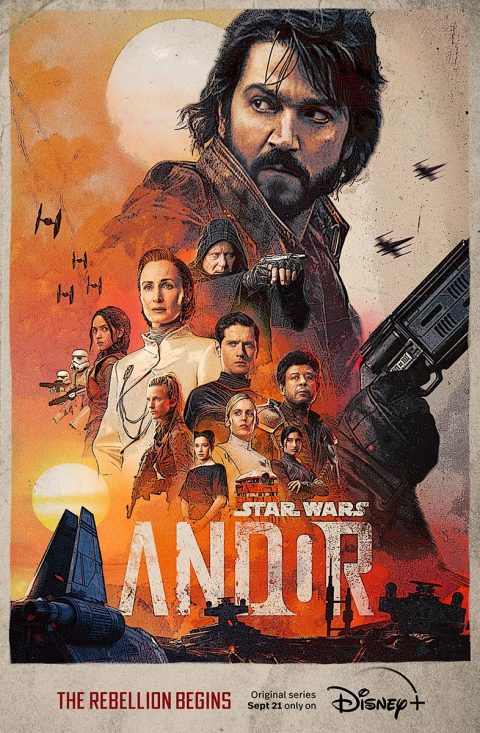 STAR WARS
ANDOR
THE REBELLION BEGINS
Original series
Sept 21 only on
Disney+